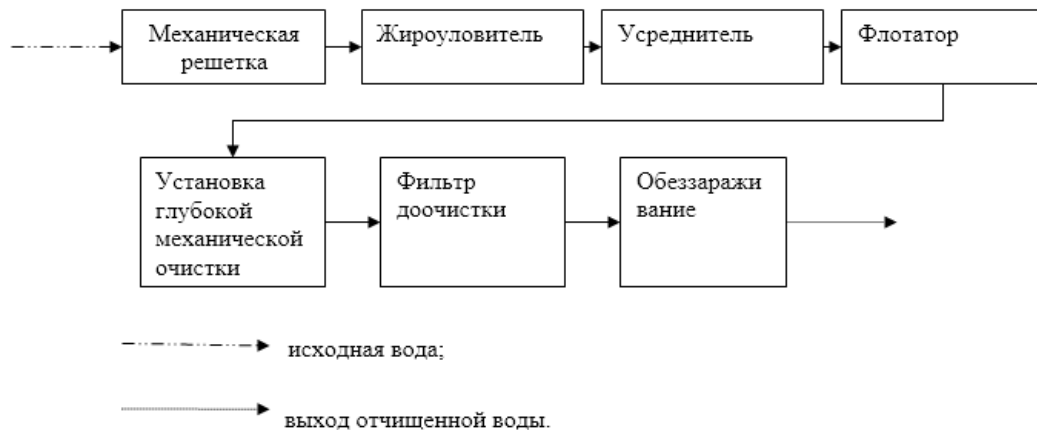 Механическая
решетка
Жироуловитель
Усреднитель
Флотатор
Установка
глубокой
механической
очистки
Фильтр
доочистки
Обеззаражи
вание
исходная вода;
выход отчищенной воды.